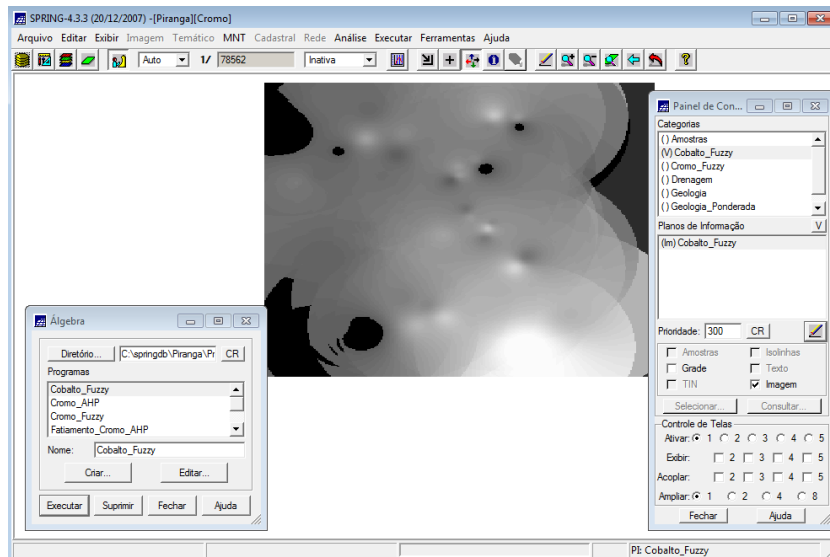 SPRING-4.3.3 (20/12/2007) -[Piranga][Cromo]
Arquivo Editar Exibir Imagem Temático MNT Cadastral Rede Análise Executar Ferramentas Ajuda
Auto 1/ 78562 Inativa
Painel de Con...
Categorias
( ) Amostras
(V) Cobalto_Fuzzy
( ) Cromo_Fuzzy
( ) Drenagem
( ) Geologia
( ) Geologia_Ponderada
Planos de Informação V
(Im) Cobalto_Fuzzy
Prioridade: 300 CR
Amostras Isolinhas
Grade Texto
TIN Imagem
Selecionar... Consultar...
Controle de Telas
Ativar: 1 2 3 4 5
Exibir: 2 3 4 5
Acoplar: 2 3 4 5
Ampliar: 1 2 4 8
Fechar Ajuda
Álgebra
Diretório... C:\springdb\Piranga\Pr CR
Programas
Cobalto_Fuzzy
Cromo_AHP
Cromo_Fuzzy
Fatiamento_Cromo_AHP
Nome: Cobalto_Fuzzy
Criar... Editar...
Executar Suprimir Fechar Ajuda
PI: Cobalto_Fuzzy